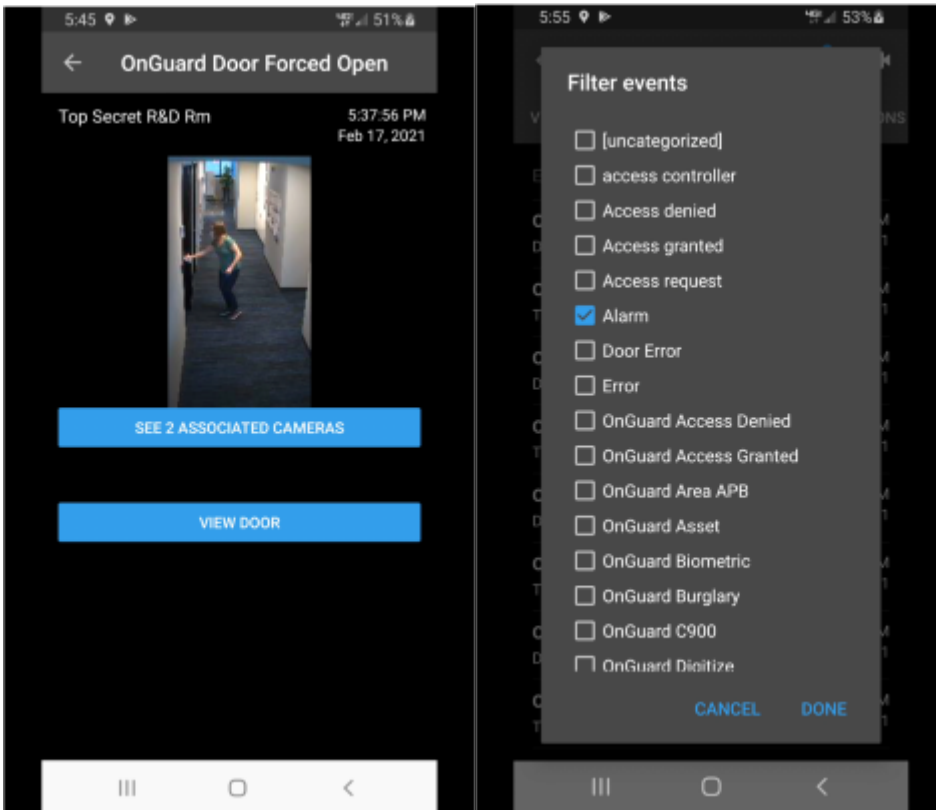 5:45
51%
OnGuard Door Forced Open
Top Secret R&D Rm
5:37:56 PM
Feb 17, 2021
SEE 2 ASSOCIATED CAMERAS
VIEW DOOR
5:55
53%
Filter events
[uncategorized]
access controller
Access denied
Access granted
Access request
Alarm
Door Error
Error
OnGuard Access Denied
OnGuard Access Granted
OnGuard Area APB
OnGuard Asset
OnGuard Biometric
OnGuard Burglary
OnGuard C900
OnGuard Digitize
CANCEL
DONE